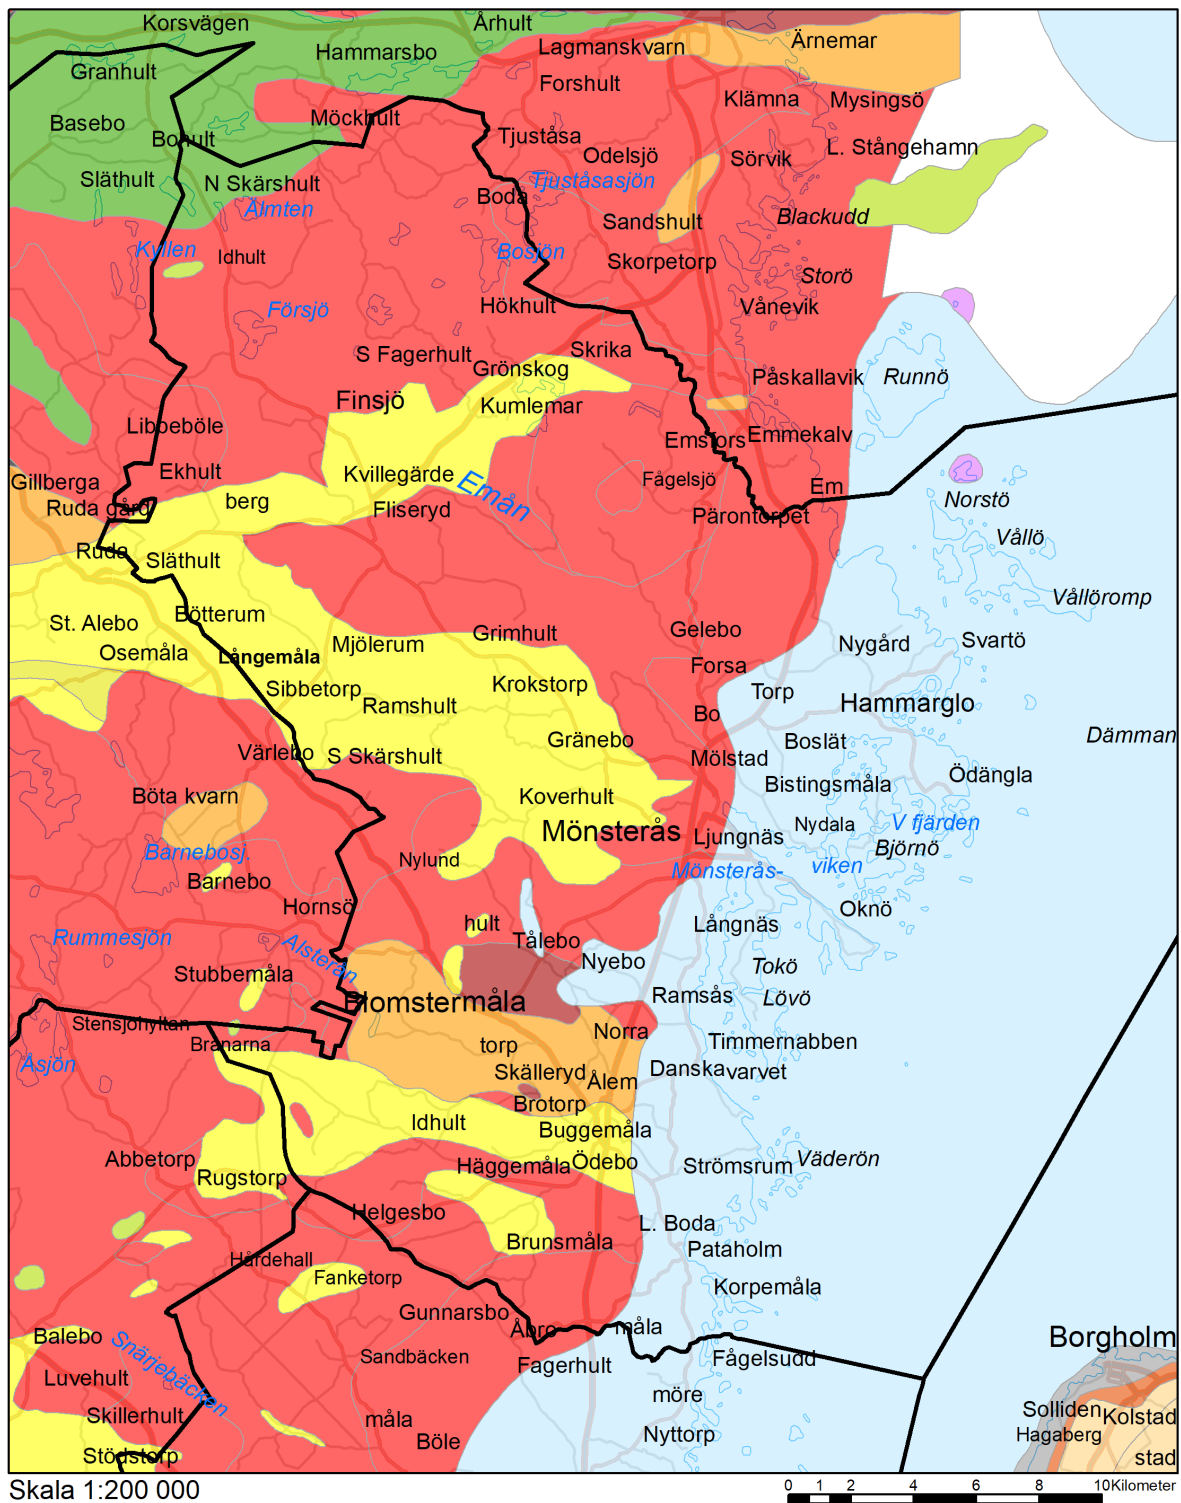 Korsvägen
Århult
Hammarsbo
Lagmanskvarn
Ärnemar
Granhult
Forshult
Klämna
Mysingsö
Basebo
Möckhult
Bohult
Tjuståsa
Odelsjö
Sörvik
L. Stångehamn
Släthult
N Skärshult
Tjuståsasjön
Boda
Älmten
Sandshult
Blackudd
Kyllen
Idhult
Bosjön
Skorpetorp
Storö
Försjö
Hökhult
Vånevik
S Fagerhult
Skrika
Grönskog
Påskallavik
Runnö
Finsjö
Kumlemar
Libbeböle
Emsfors
Emmekalv
Gillberga
Ekhult
Kvillegärde
Emån
Fågelsjö
Em
Ruda gård
berg
Fliseryd
Pärontorpet
Norstö
Vållö
Ruda
Släthult
Vållöromp
St. Alebo
Bötterum
Mjölerum
Grimhult
Gelebo
Nygård
Svartö
Osemåla
Långemåla
Forsa
Sibbetorp
Krokstorp
Torp
Ramshult
Bo
Hammarglo
Värlebo
S Skärshult
Gränebo
Mölstad
Boslät
Dämman
Böta kvarn
Koverhult
Bistingsmåla
Ödängla
Mönsterås
Ljungnäs
Nydala
V fjärden
Barnebosj.
Nylund
Björnö
Barnebo
Mönsterås-
viken
Hornsö
hult
Långnäs
Oknö
Rummesjön
Alsterån
Tålebo
Stubbemåla
Nyebo
Tokö
Blomstermåla
Ramsås
Lövö
Stensjöhyltan
Bränarna
torp
Norra
Timmernabben
Åsjön
Skälleryd
Ålem
Danskavarvet
Brotorp
Idhult
Buggemåla
Abbetorp
Rugstorp
Häggemåla
Ödebo
Strömsrum
Väderön
Helgesbo
L. Boda
Brunsmåla
Pataholm
Hårdehall
Fanketorp
Korpemåla
Gunnarsbo
Åbro
måla
Balebo
Snärjebäcken
Sandbäcken
Fagerhult
Fågelsudd
Borgholm
Luvehult
möre
Skillerhult
måla
Solliden
Kolstad
Böle
Nyttorp
Hagaberg
Stödstorp
stad
Skala 1:200 000
0 1 2 4 6 8 10 Kilometer